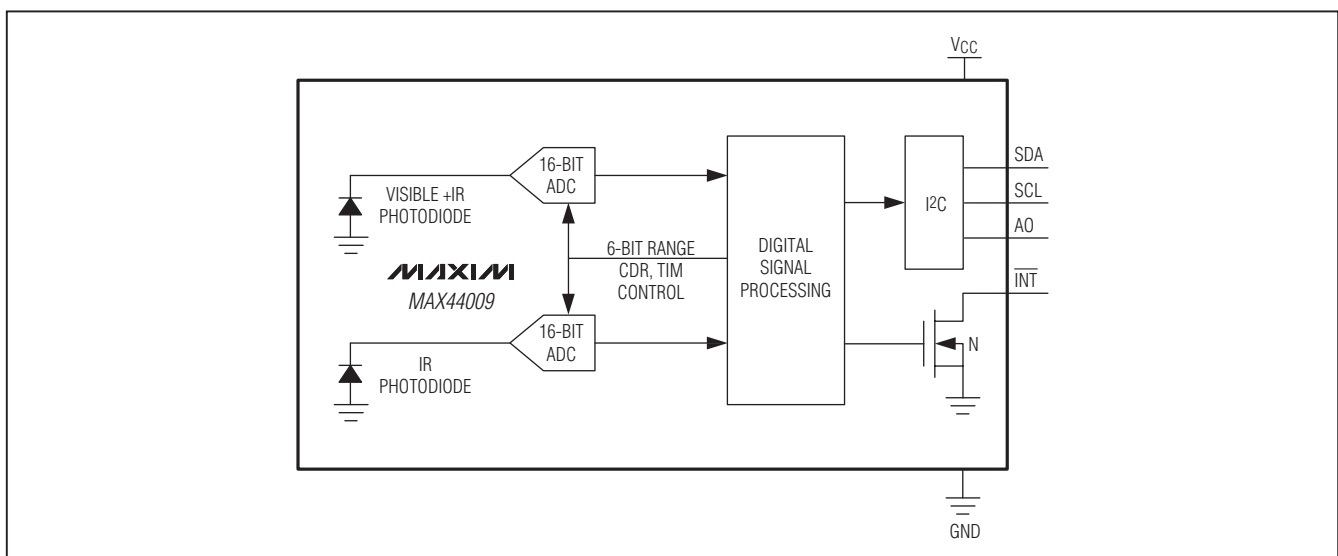 VCC
16-BIT
ADC
VISIBLE +IR
PHOTODIODE
6-BIT RANGE
CDR, TIM
CONTROL
MAXIM
MAX44009
16-BIT
ADC
IR
PHOTODIODE
DIGITAL
SIGNAL
PROCESSING
I2C
SDA
SCL
A0
INT
N
GND